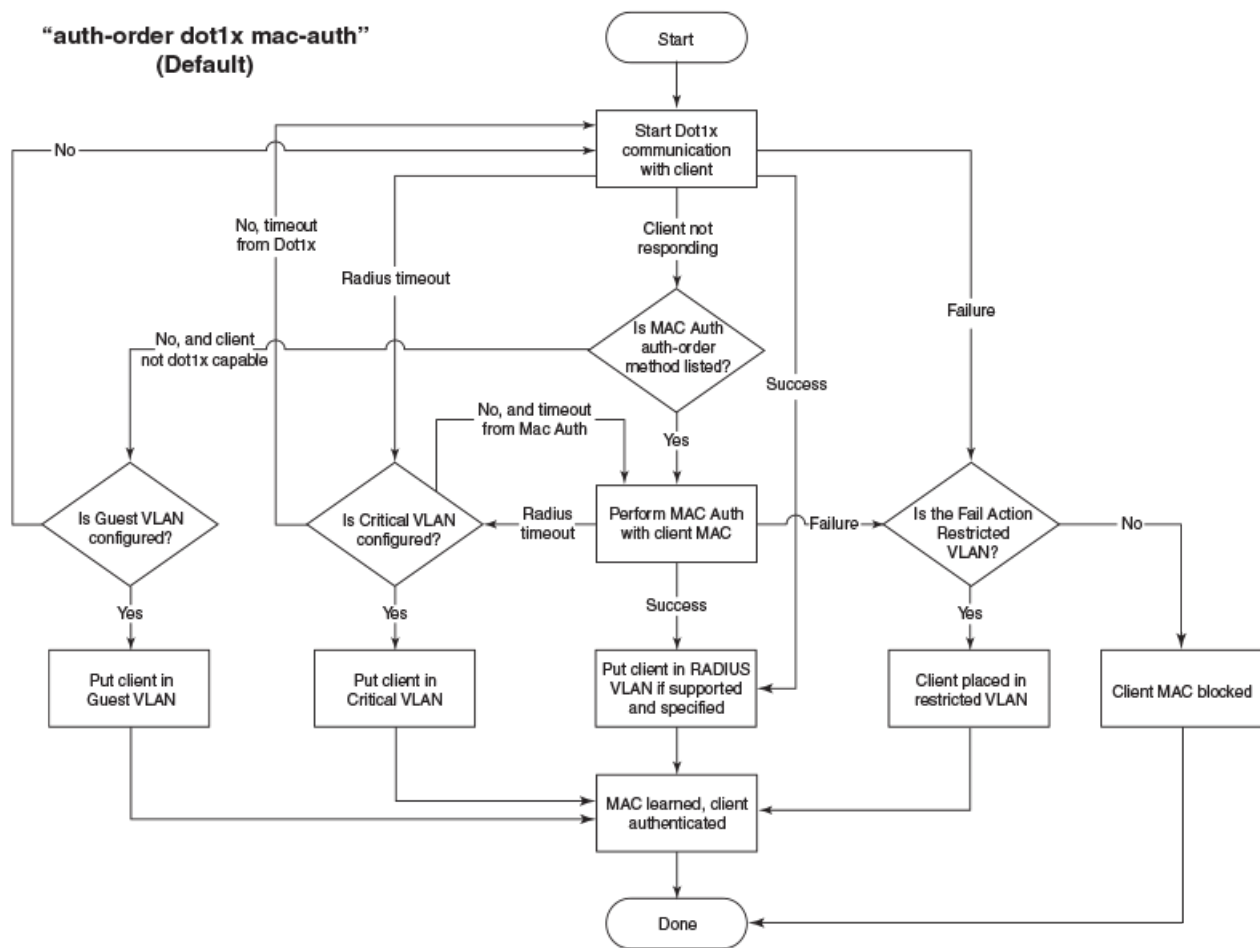 “auth-order dot1x mac-auth”
(Default)
Start
Start Dot1x
communication
with client
No
No, timeout
from Dot1x
Client not
responding
Radius timeout
Failure
No, and client
not dot1x capable
Is MAC Auth
auth-order
method listed?
Success
No, and timeout
from Mac Auth
Yes
Is Guest VLAN
configured?
Is Critical VLAN
configured?
Radius
timeout
Perform MAC Auth
with client MAC
Failure
Is the Fail Action
Restricted
VLAN?
No
Yes
Yes
Success
Yes
Put client in
Guest VLAN
Put client in
Critical VLAN
Put client in RADIUS
VLAN if supported
and specified
Client placed in
restricted VLAN
Client MAC blocked
MAC learned, client
authenticated
Done